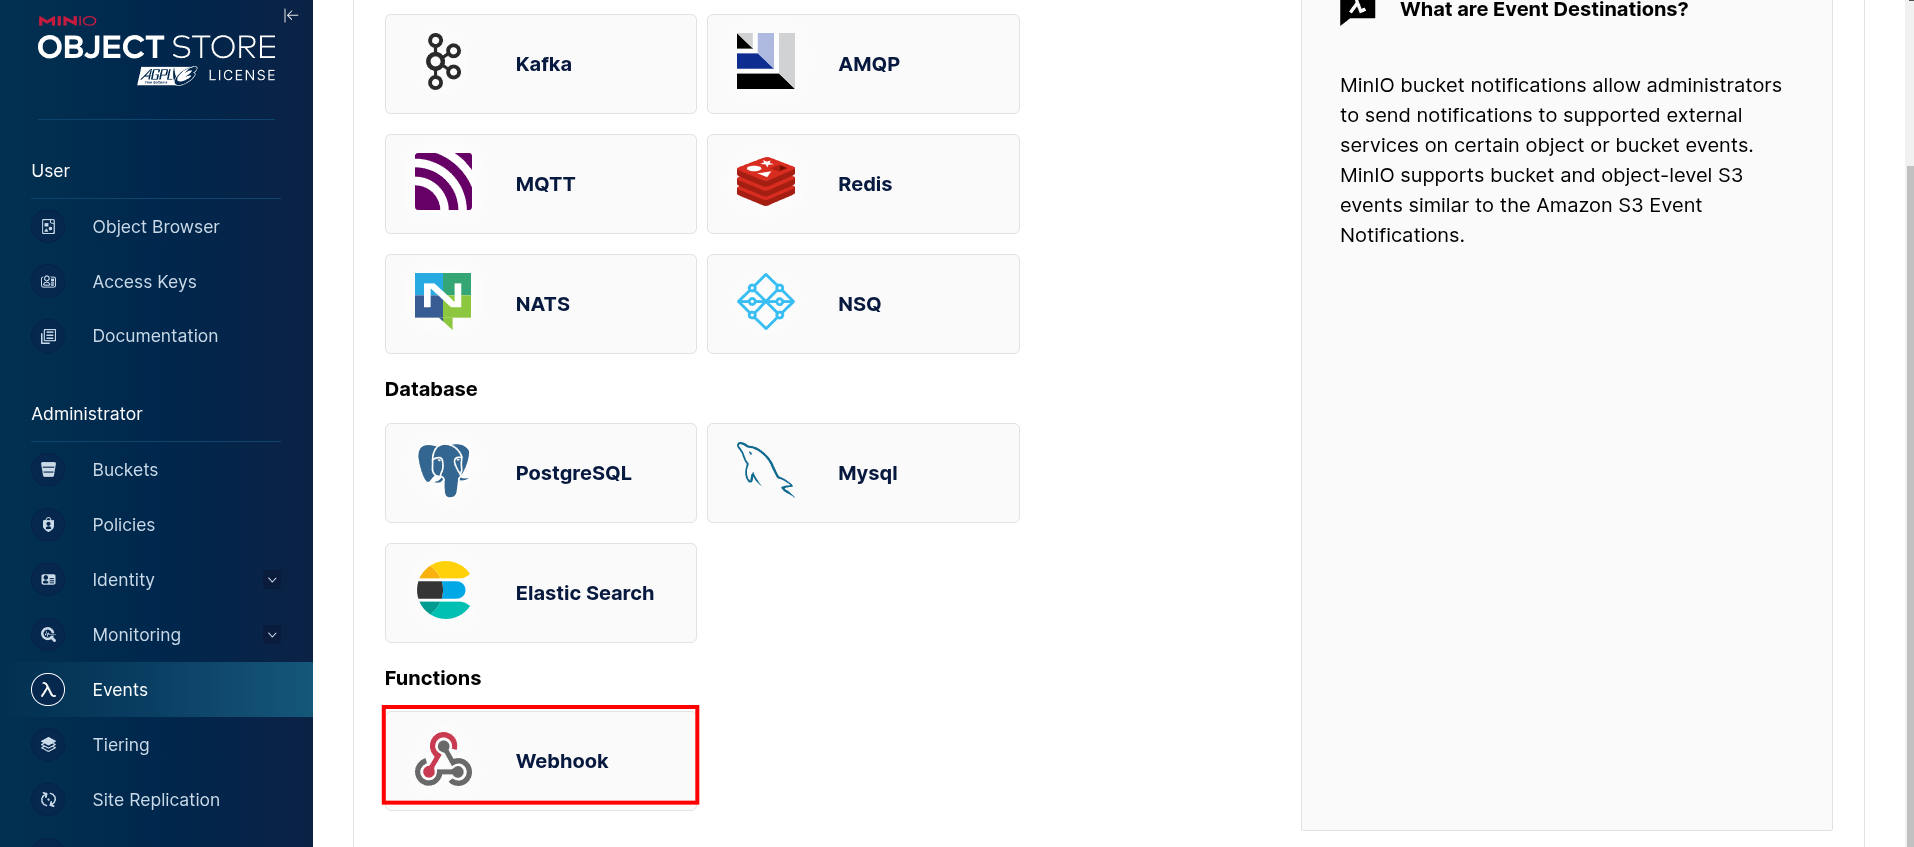 MINIO
OBJECT STORE
AGPLv3 LICENSE
User
Object Browser
Access Keys
Documentation
Administrator
Buckets
Policies
Identity
Monitoring
Events
Tiering
Site Replication
Kafka
AMQP
MQTT
Redis
NATS
NSQ
Database
PostgreSQL
Mysql
Elastic Search
Functions
Webhook
What are Event Destinations?
MinIO bucket notifications allow administrators
to send notifications to supported external
services on certain object or bucket events.
MinIO supports bucket and object-level S3
events similar to the Amazon S3 Event
Notifications.